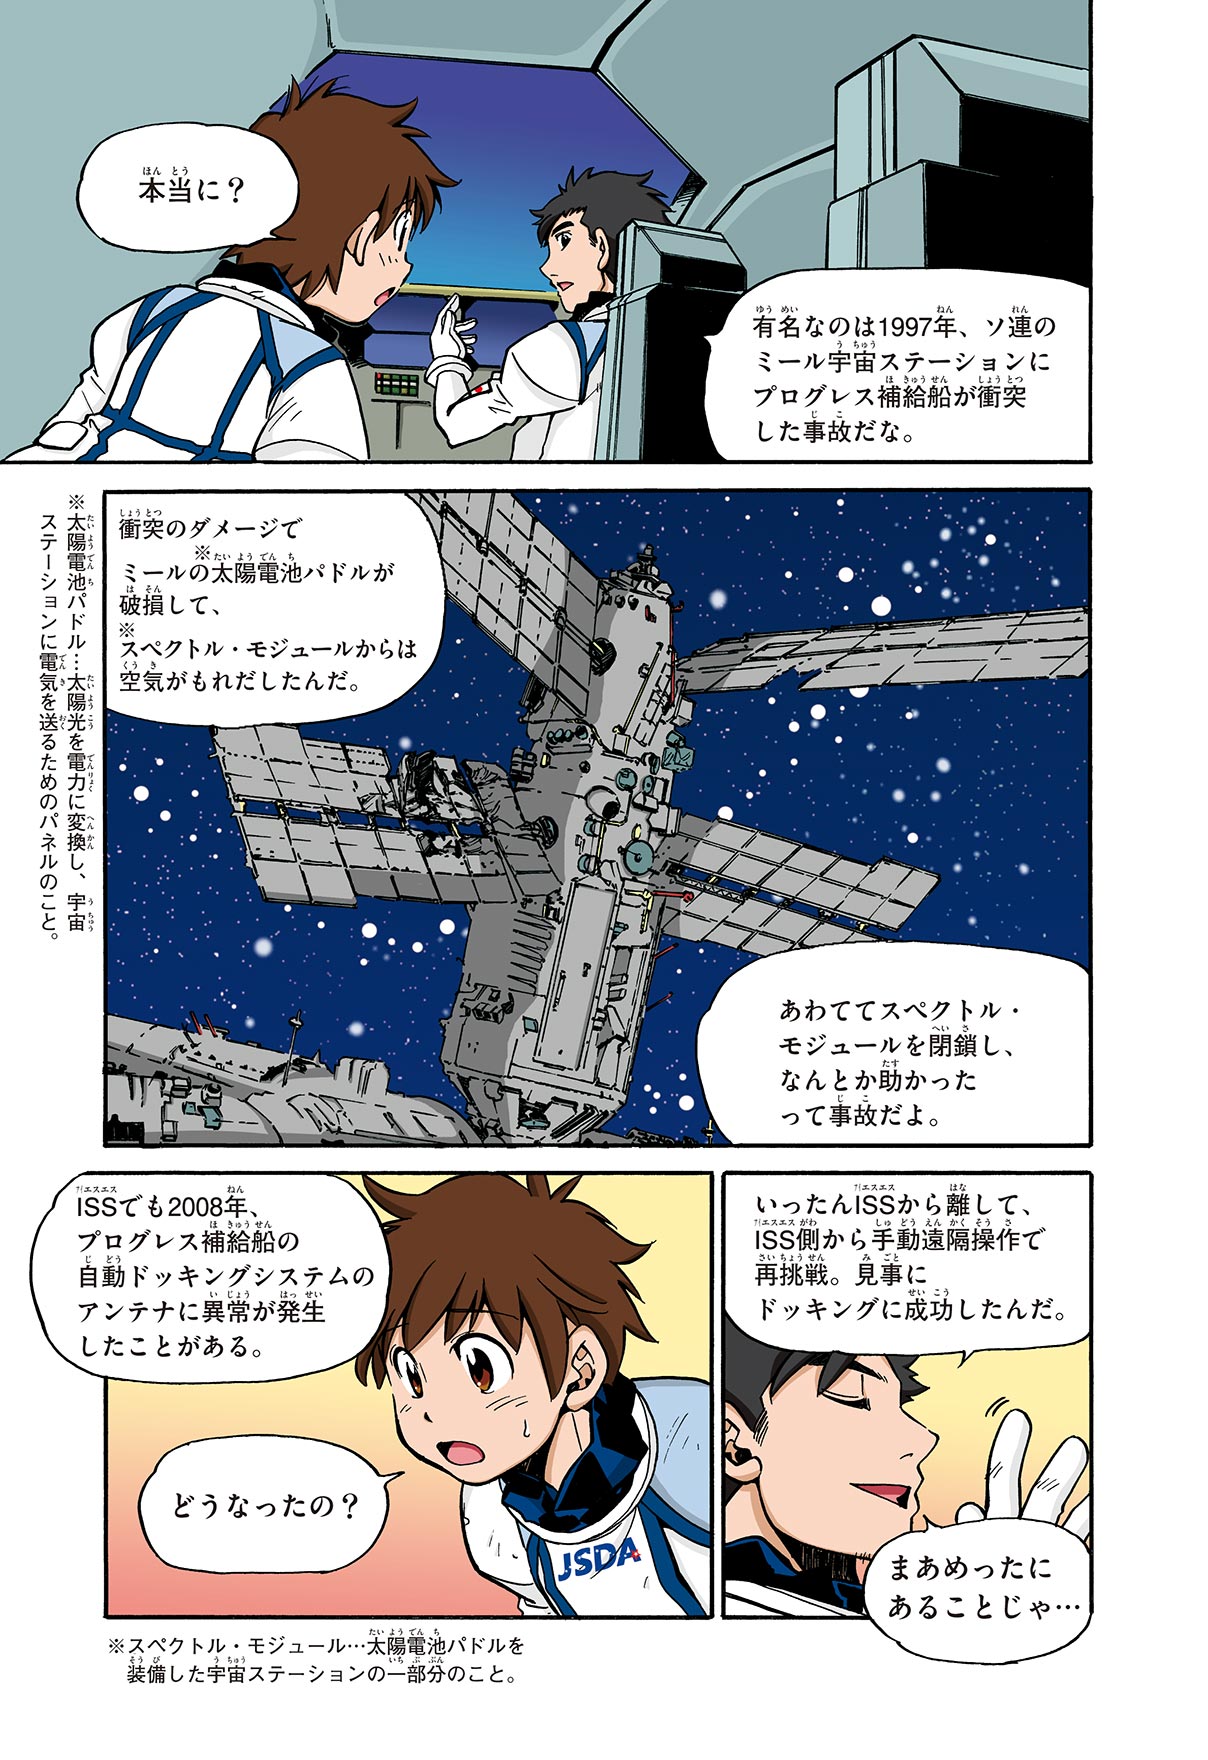 本当に？
有名なのは1997年、ソ連の
ミール宇宙ステーションに
プログレス補給船が衝突
した事故だな。
衝突のダメージで
ミールの※太陽電池パドルが
破損して、
※スペクトル・モジュールからは
空気がもれだしたんだ。
※太陽電池パドル…太陽光を電力に変換し、宇宙
ステーションに電気を送るためのパネルのこと。
あわててスペクトル・
モジュールを閉鎖し、
なんとか助かった
って事故だよ。
ISSでも2008年、
プログレス補給船の
自動ドッキングシステムの
アンテナに異常が発生
したことがある。
どうなったの？
JSDA
いったんISSから離して、
ISS側から手動遠隔操作で
再挑戦。見事に
ドッキングに成功したんだ。
まあめったに
あることじゃ…
※スペクトル・モジュール…太陽電池パドルを
装備した宇宙ステーションの一部分のこと。